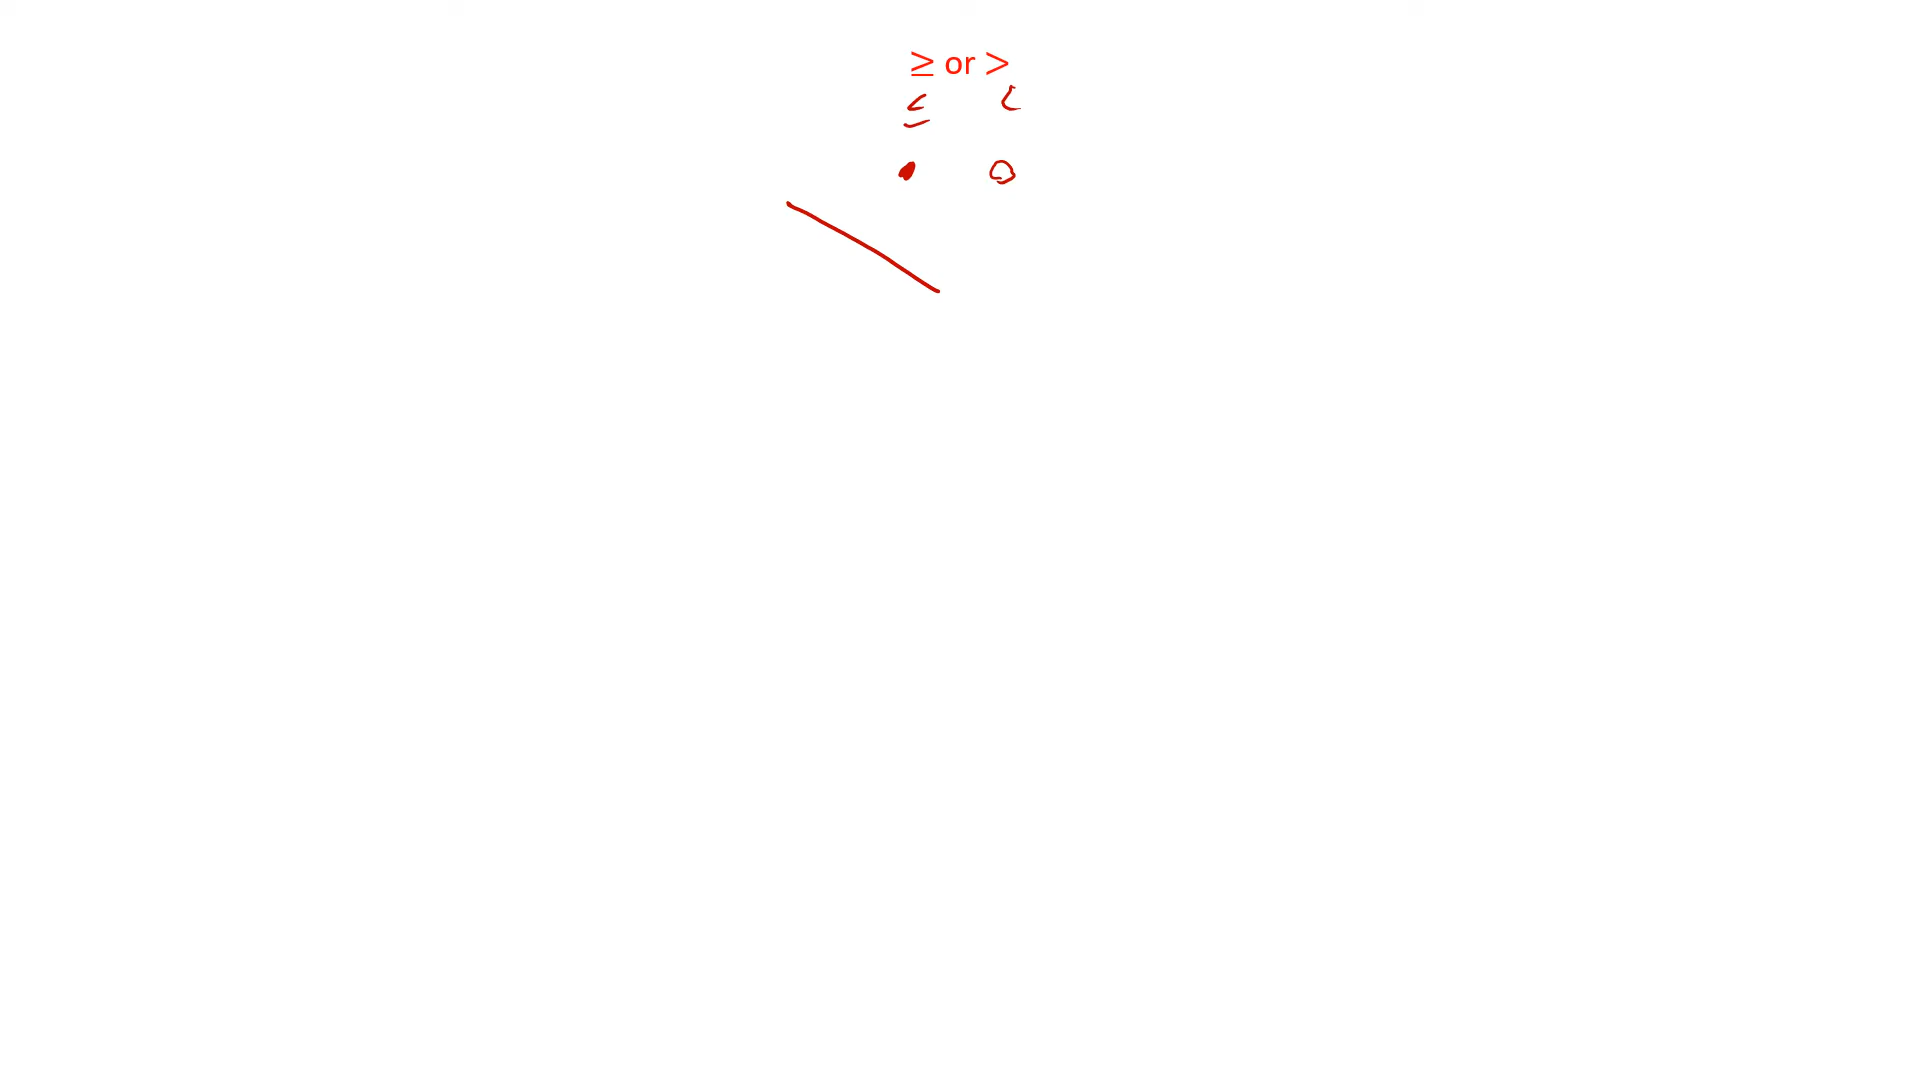 ≥ or >
≤ <